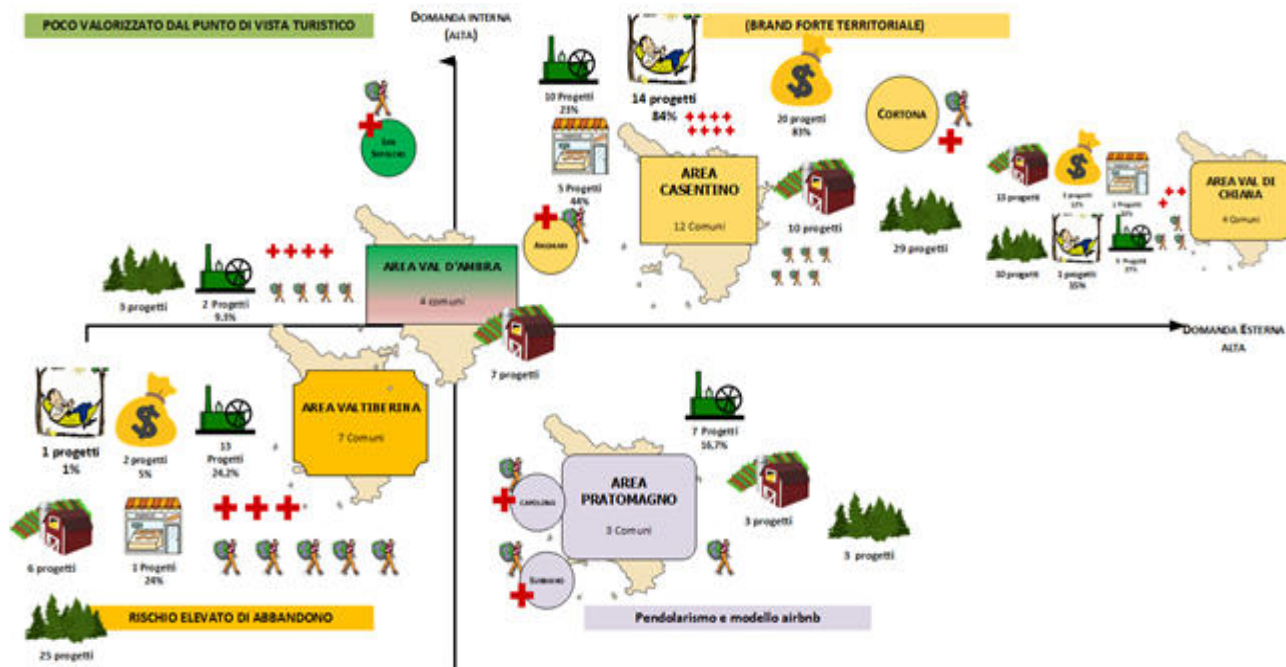 POCO VALORIZZATO DAL PUNTO DI VISTA TURISTICO
DOMANDA INTERNA
(ALTA)
(BRAND FORTE TERRITORIALE)
10 Progetti
23%
14 progetti
84%
20 progetti
83%
CORTONA
SAN
5 Progetti
44%
AREA
CASENTINO
12 Comuni
10 progetti
29 progetti
13 progetti
AREA VAL DI
CHIANA
4 Comuni
10 progetti
1 progetti
AREA VAL D'AMBRA
4 comuni
3 progetti
2 Progetti
9,3%
DOMANDA ESTERNA
ALTA
7 progetti
AREA VALTIBERINA
7 Comuni
1 progetti
1%
2 progetti
5%
13
Progetti
24,2%
7 Progetti
16,7%
AREA
PRATOMAGNO
3 Comuni
3 progetti
3 progetti
6 progetti
1 Progetti
24%
RISCHIO ELEVATO DI ABBANDONO
Pendolarismo e modello airbnb
25 progetti